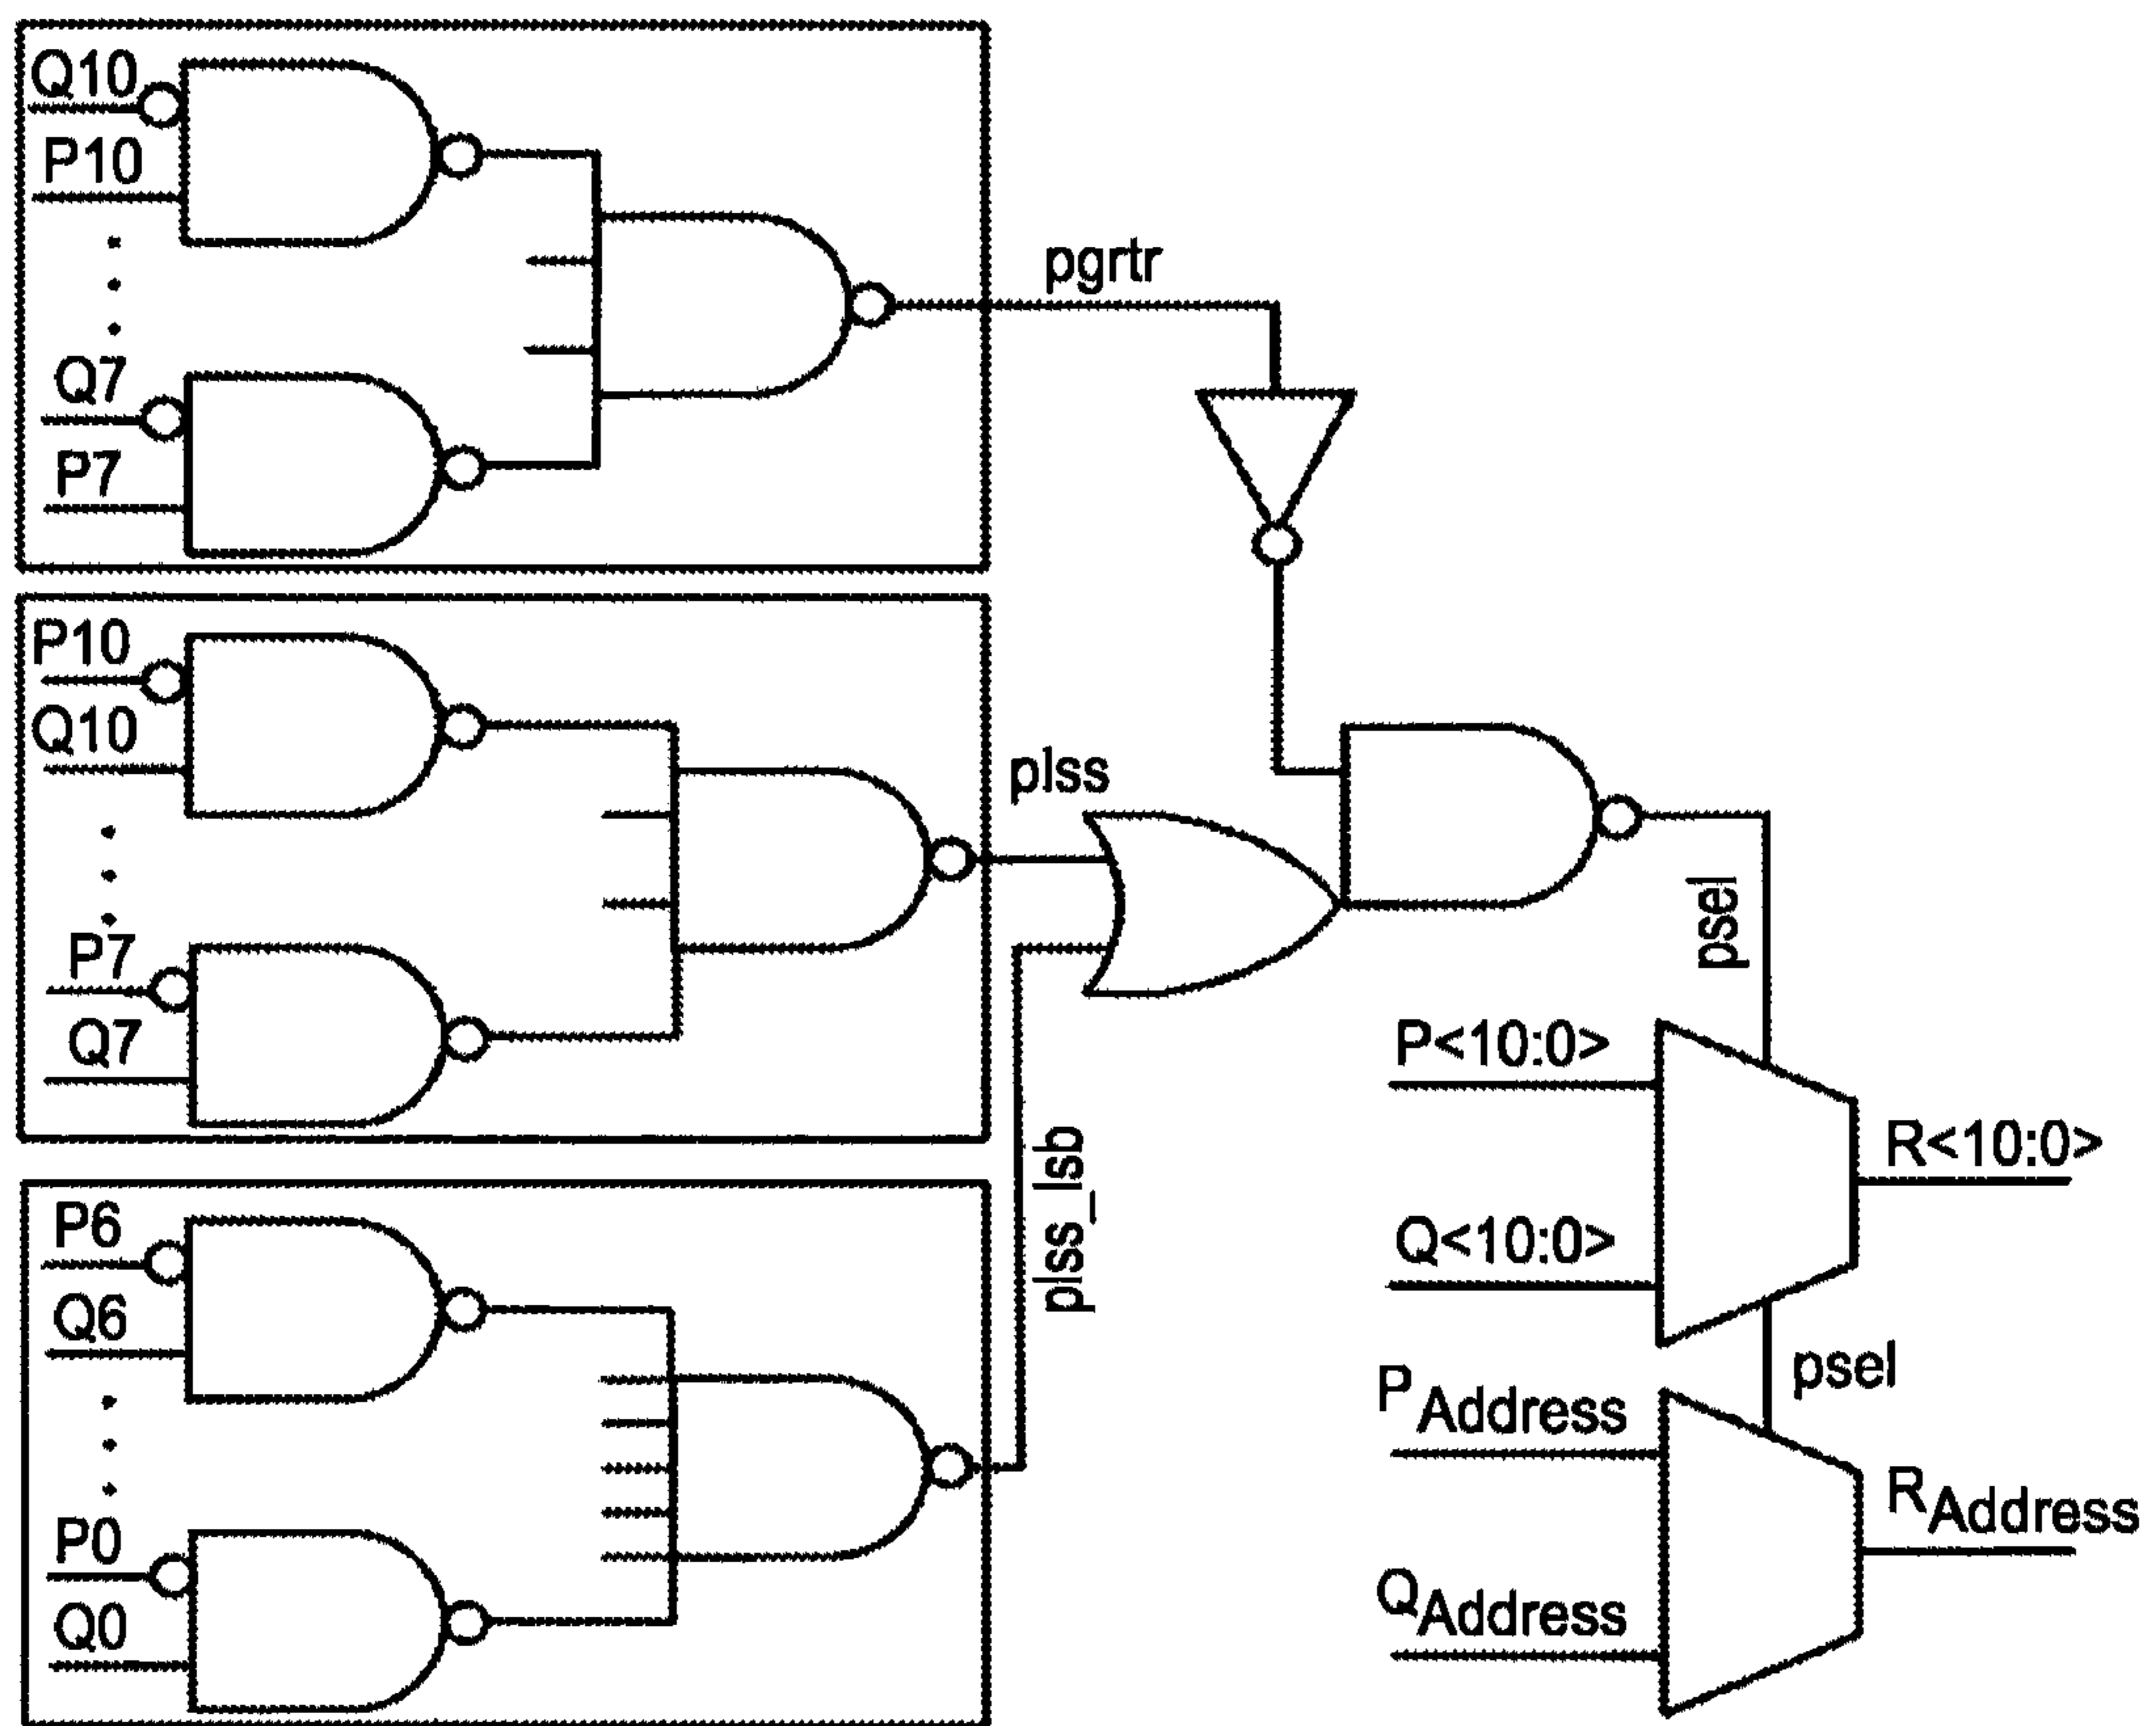 Q10
P10
Q7
P7
pgrtr
P10
Q10
P7
Q7
plss
P6
Q6
P0
Q0
plss_lsb
psel
P<10:0>
Q<10:0>
R<10:0>
psel
PAddress
QAddress
RAddress